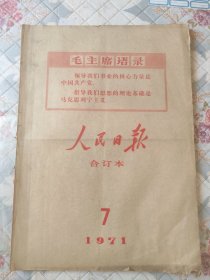 毛主席语录
领导我们事业的核心力量是
中国共产党。
指导我们思想的理论基础是
马克思列宁主义。
人民日报
合订本
7
1971